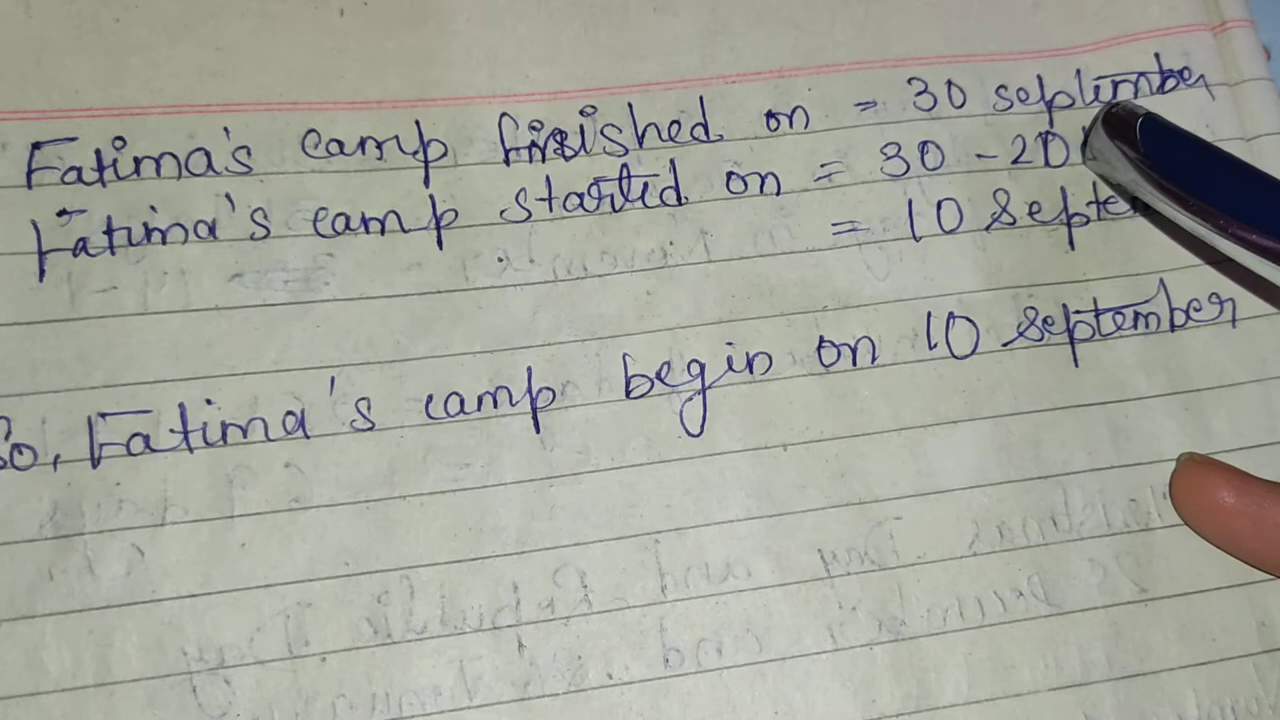 Fatima's camp finished on = 30 september
Fatima's camp started on = 30 - 20
= 10 Septe
So, Fatima's camp begin on 10 september